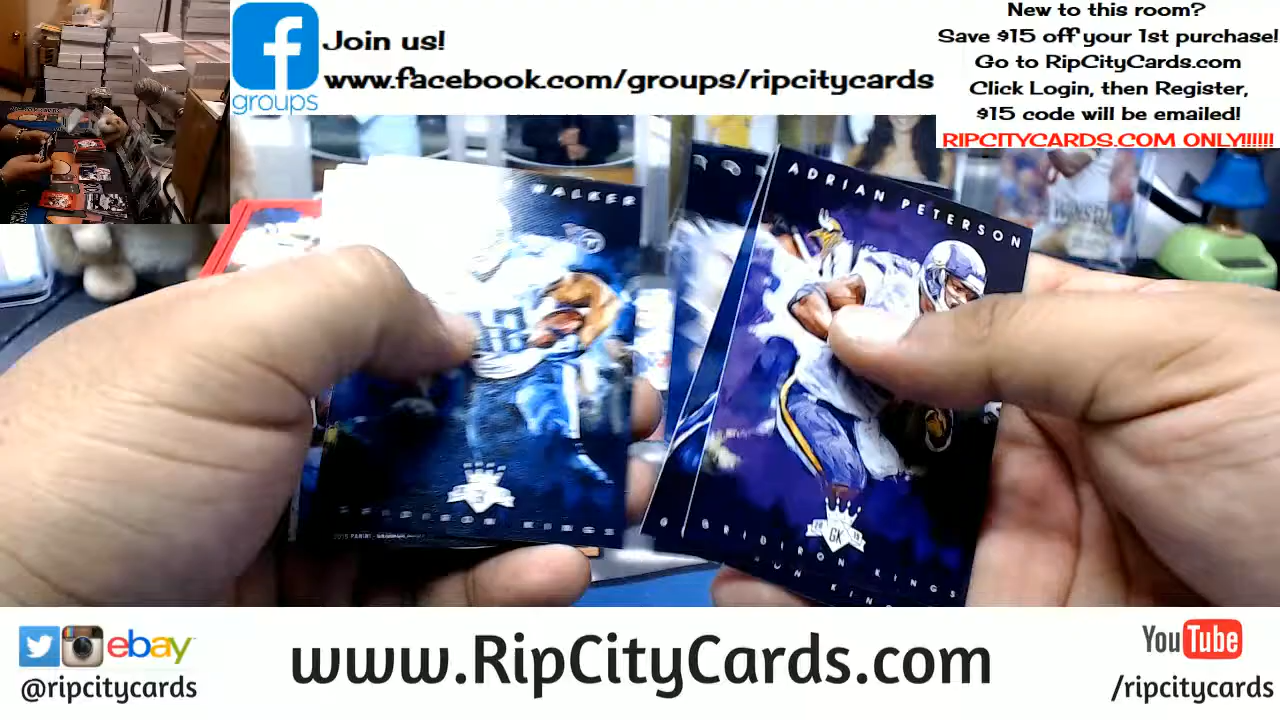 Join us!
www.facebook.com/groups/ripcitycards
groups
New to this room?
Save $15 off your 1st purchase!
Go to RipCityCards.com
Click Login, then Register,
$15 code will be emailed!
RIPCITYCARDS.COM ONLY!!!!!!
WALKER
ADRIAN PETERSON
GK
GRIDIRON KINGS
ebay
@ripcitycards
www.RipCityCards.com
YouTube
/ripcitycards